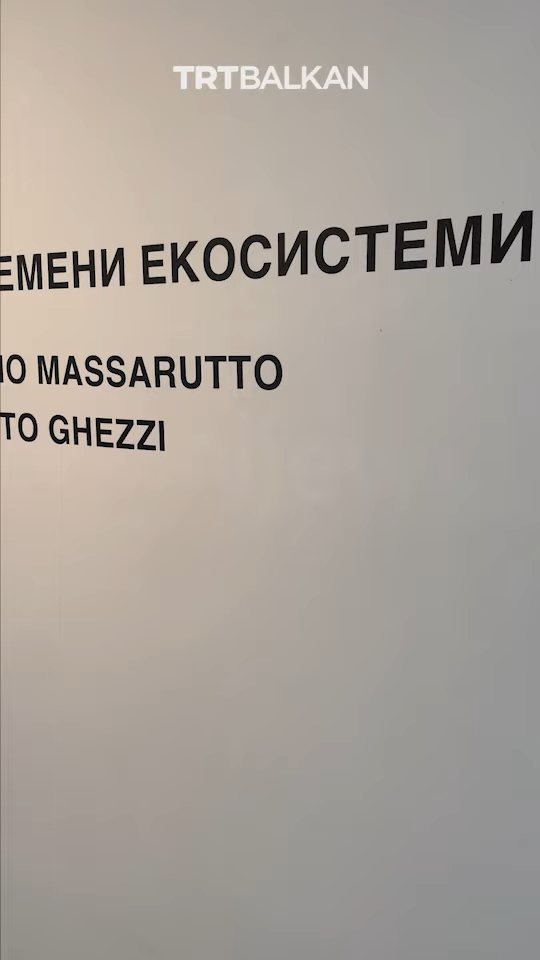 TRTBALKAN
ЕМЕНИ ЕКОСИСТЕМИ
IO MASSARUTTO
TO GHEZZI